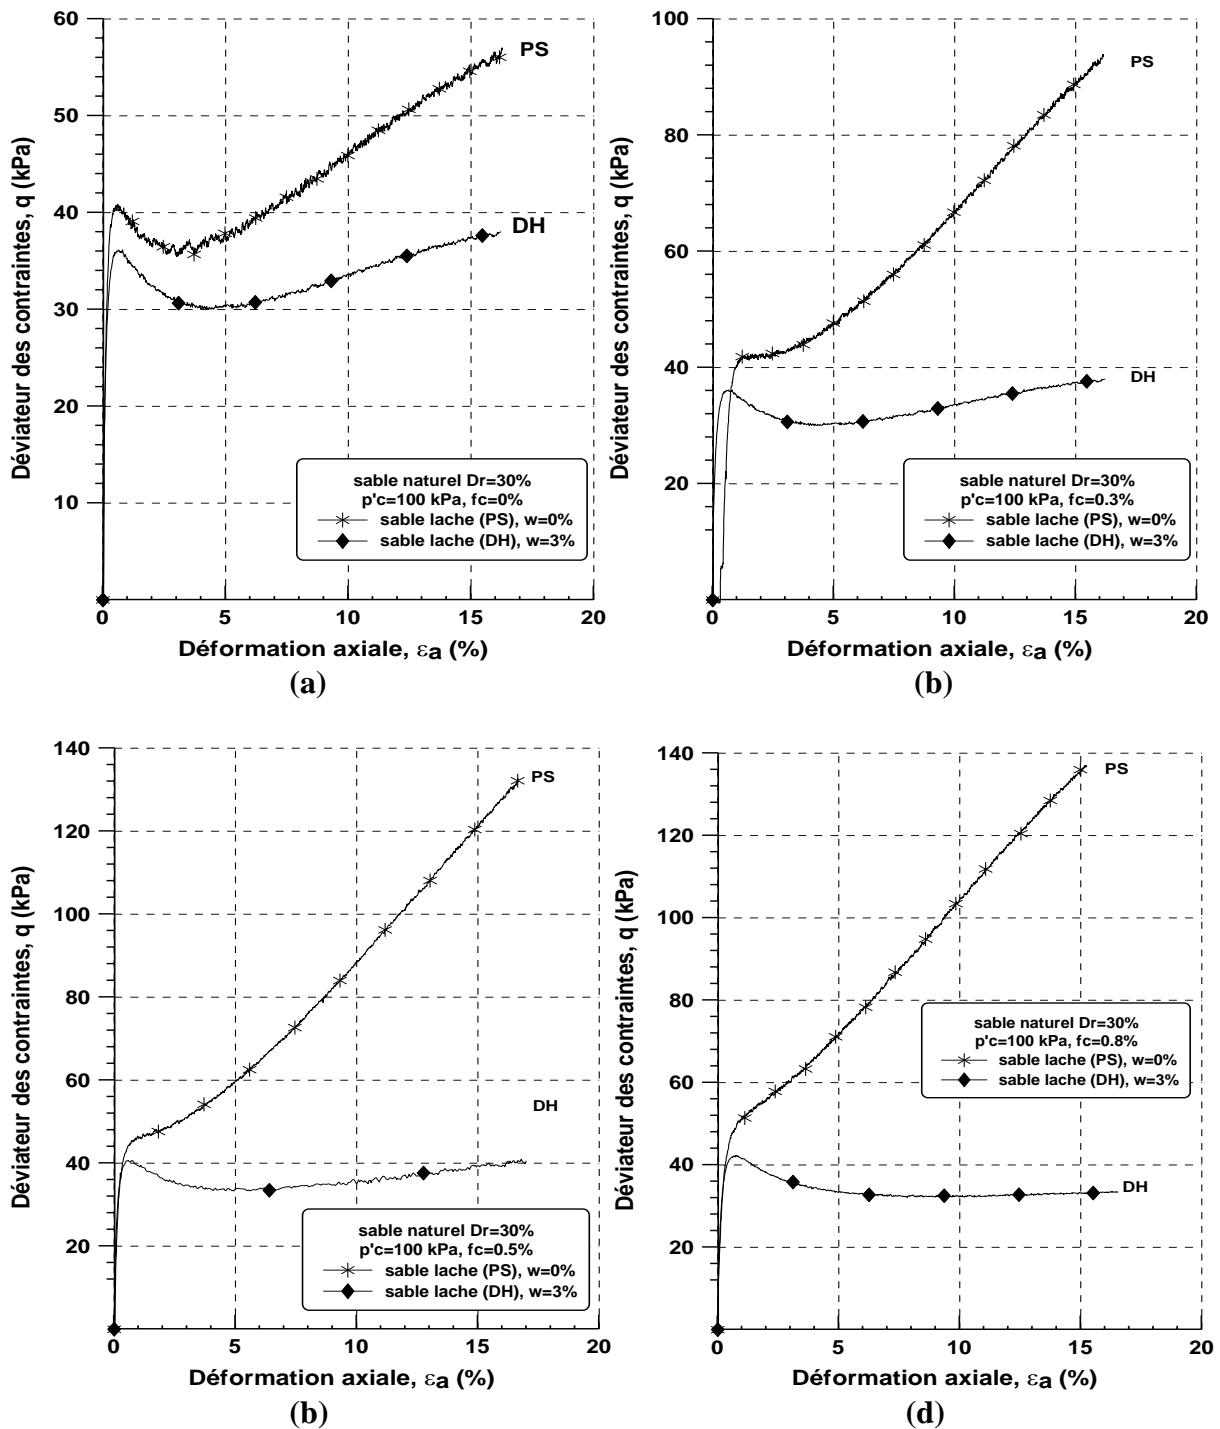 60
50
40
30
20
10
0
5
10
15
20
Déviateur des contraintes, q (kPa)
PS
DH
sable naturel Dr=30%
p'c=100 kPa, fc=0%
sable lache (PS), w=0%
sable lache (DH), w=3%
Déformation axiale, εa (%)
(a)
100
80
60
40
20
0
5
10
15
20
Déviateur des contraintes, q (kPa)
PS
DH
sable naturel Dr=30%
p'c=100 kPa, fc=0.3%
sable lache (PS), w=0%
sable lache (DH), w=3%
Déformation axiale, εa (%)
(b)
140
120
100
80
60
40
20
0
5
10
15
20
Déviateur des contraintes, q (kPa)
PS
DH
sable naturel Dr=30%
p'c=100 kPa, fc=0.5%
sable lache (PS), w=0%
sable lache (DH), w=3%
Déformation axiale, εa (%)
(b)
140
120
100
80
60
40
20
0
5
10
15
20
Déviateur des contraintes, q (kPa)
PS
DH
sable naturel Dr=30%
p'c=100 kPa, fc=0.8%
sable lache (PS), w=0%
sable lache (DH), w=3%
Déformation axiale, εa (%)
(d)